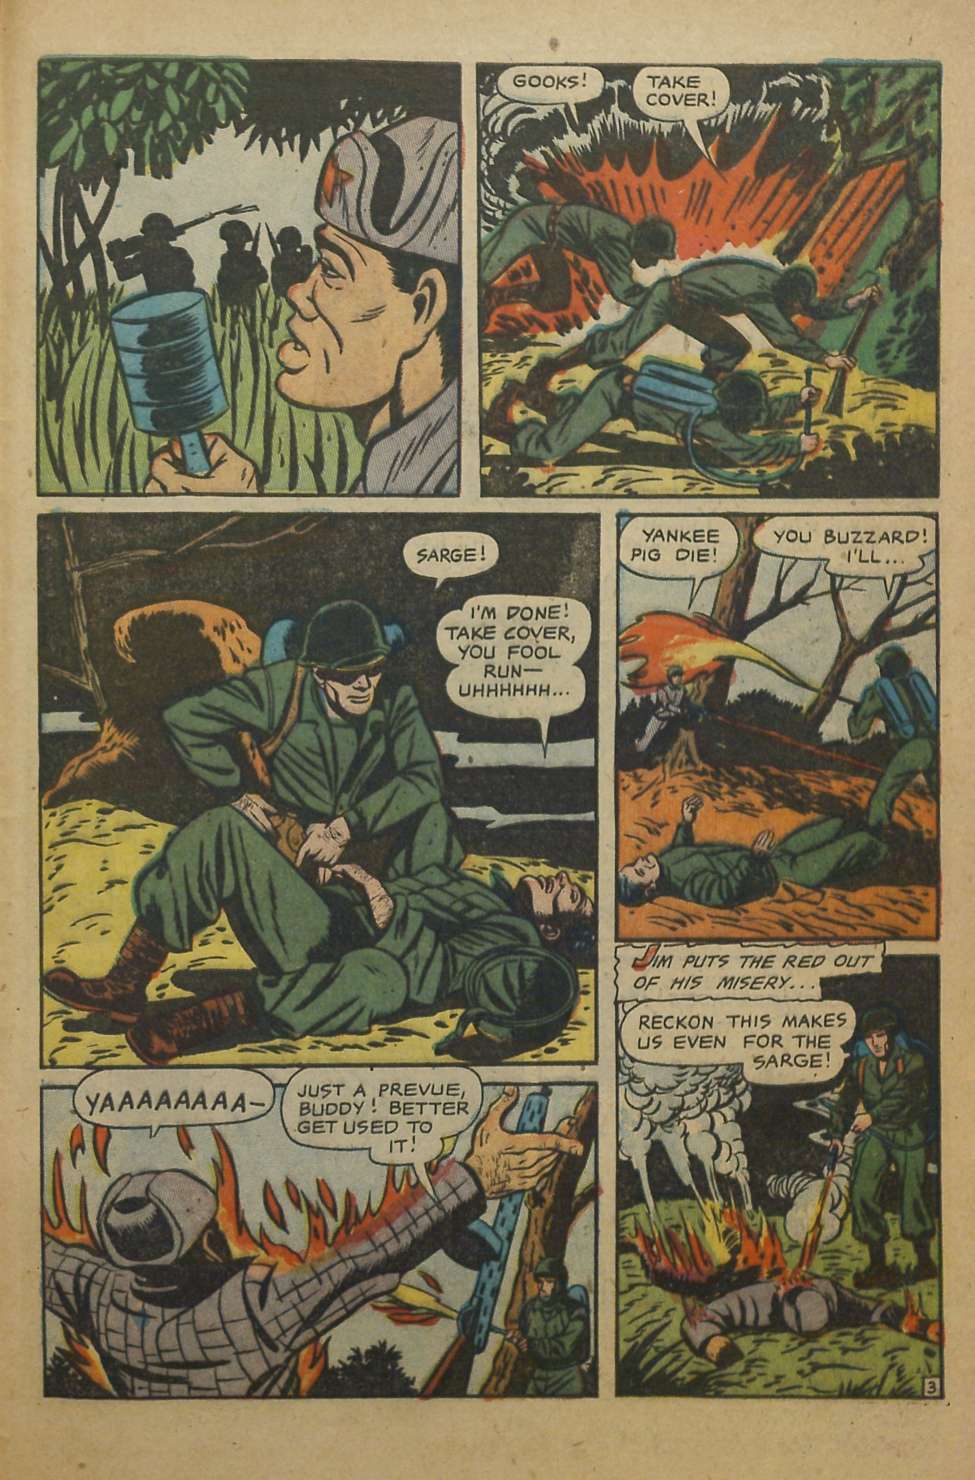 GOOKS!
TAKE
COVER!
SARGE!
I'M DONE!
TAKE COVER,
YOU FOOL
RUN—
UHHHHHH...
YANKEE
PIG DIE!
YOU BUZZARD!
I'LL...
YAAAAAAAA-
JUST A PREVUE,
BUDDY! BETTER
GET USED TO
IT!
JIM PUTS THE RED OUT
OF HIS MISERY...
RECKON THIS MAKES
US EVEN FOR THE
SARGE!
3